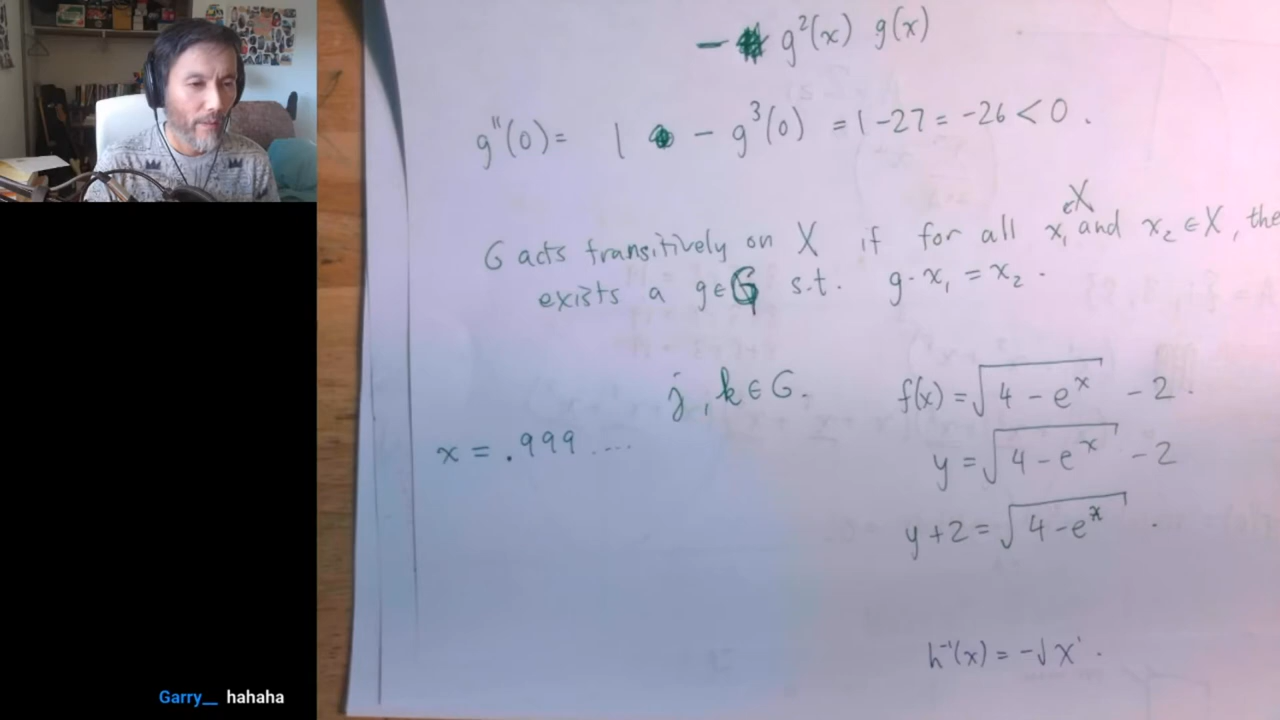 - g²(x) g(x)
g"(0) = 1 - g³(0) = 1-27 = -26 < 0 .
G acts transitively on X if for all x₁ ∈X and x₂ ∈ X, the
exists a g∈G s.t. g·x₁ = x₂ .
j, k ∈ G.
x = .999 ....
f(x) = √(4 - eˣ) - 2 .
y = √(4 - eˣ) - 2
y + 2 = √(4 - eˣ) .
h⁻¹(x) = -√x .
Garry__ hahaha